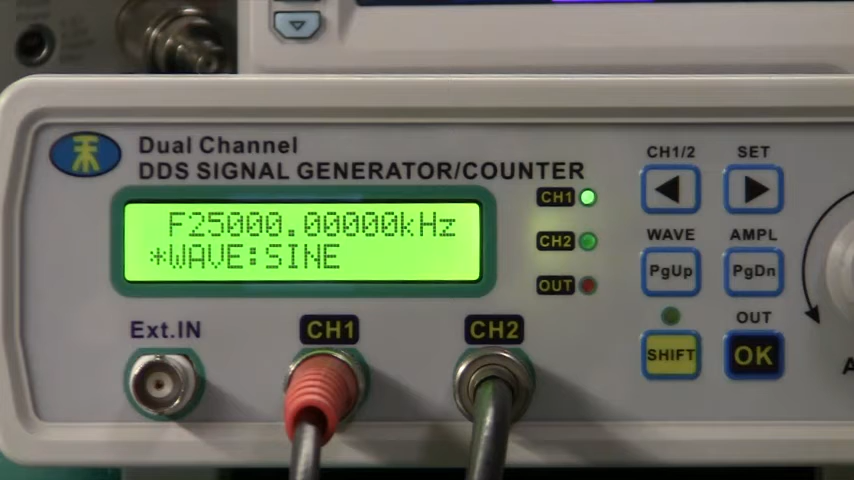 Dual Channel
DDS SIGNAL GENERATOR/COUNTER
F25000.00000kHz
*WAVE:SINE
CH1
CH2
OUT
CH1/2
SET
WAVE
AMPL
PgUp
PgDn
OUT
SHIFT
OK
Ext.IN
CH1
CH2